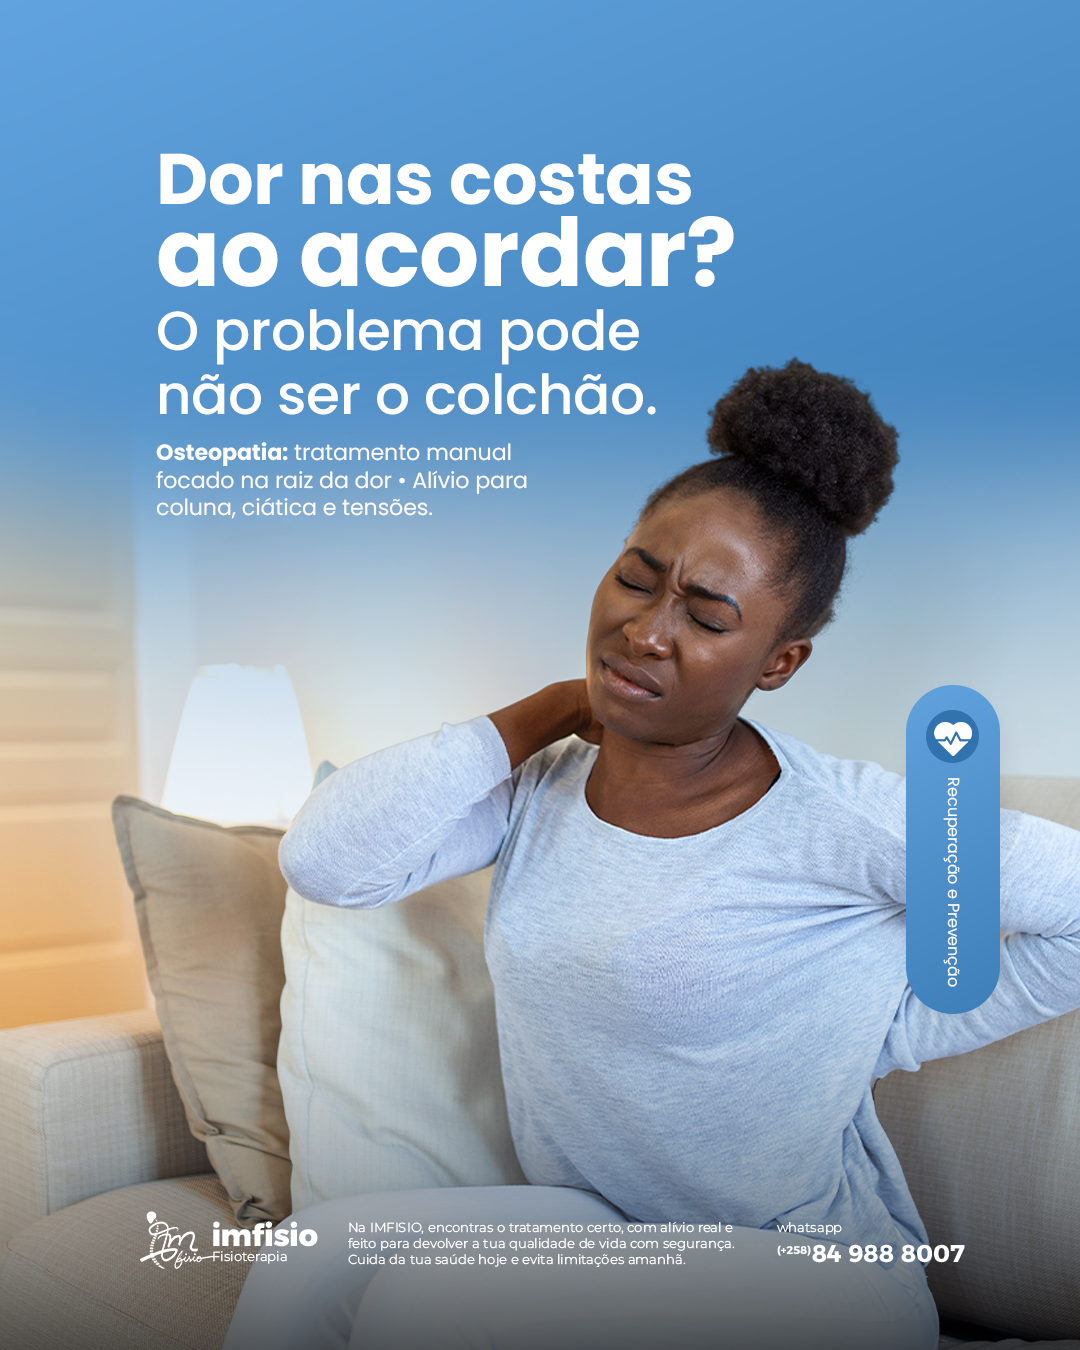 Dor nas costas
ao acordar?
O problema pode
não ser o colchão.
Osteopatia: tratamento manual
focado na raiz da dor • Alívio para
coluna, ciática e tensões.
Recuperação e Prevenção
imfisio
Fisioterapia
Na IMFISIO, encontras o tratamento certo, com alívio real e
feito para devolver a tua qualidade de vida com segurança.
Cuida da tua saúde hoje e evita limitações amanhã.
whatsapp
(+258)84 988 8007